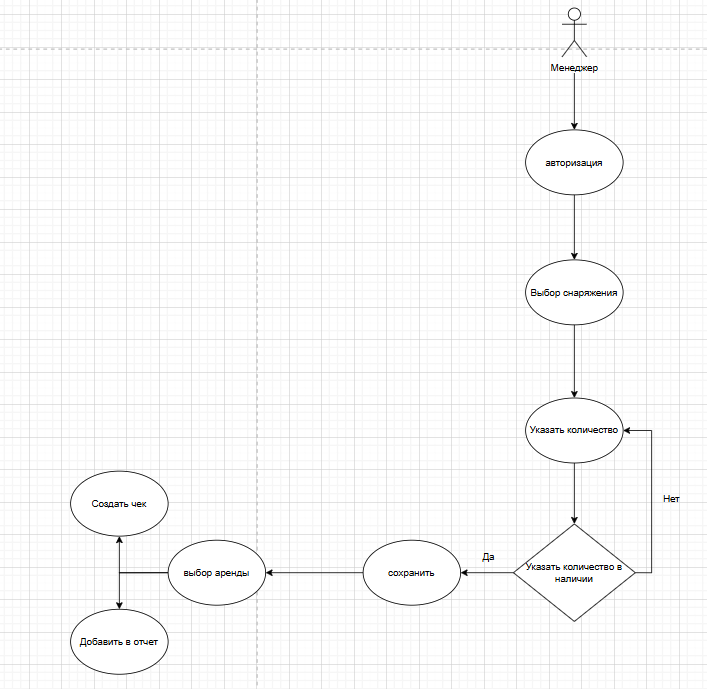 Менеджер
авторизация
Выбор снаряжения
Указать количество
Нет
Указать количество в
наличии
Да
сохранить
выбор аренды
Создать чек
Добавить в отчет